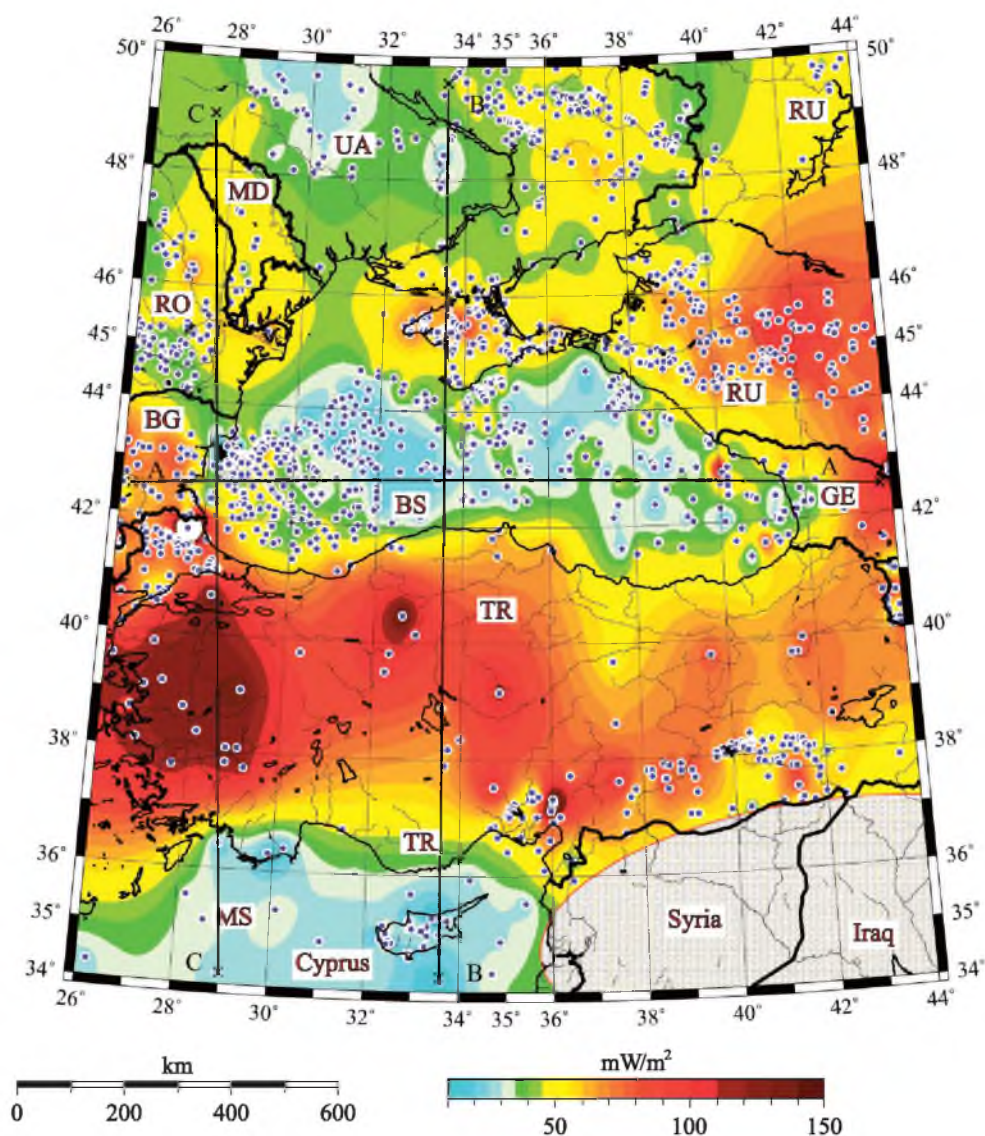 26° 28° 30° 32° 34° 35° 36° 38° 40° 42° 44°
50° 50°
C B RU
UA
48° 48°
MD
46° 46°
RO
45° 45°
44° RU 44°
BG
A A
BS GE
42° 42°
TR
40° 40°
38° 38°
36° TR 36°
35° MS Syria 35°
Cyprus Iraq
34° C B 34°
26° 28° 30° 32° 34° 35° 36° 38° 40° 42° 44°
km mW/m²
0 200 400 600 50 100 150